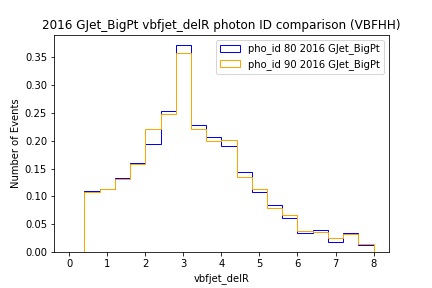 2016 GJet_BigPt vbfjet_delR photon ID comparison (VBFHH)
pho_id 80 2016 GJet_BigPt
pho_id 90 2016 GJet_BigPt
Number of Events
0.35
0.30
0.25
0.20
0.15
0.10
0.05
0.00
0 1 2 3 4 5 6 7 8
vbfjet_delR